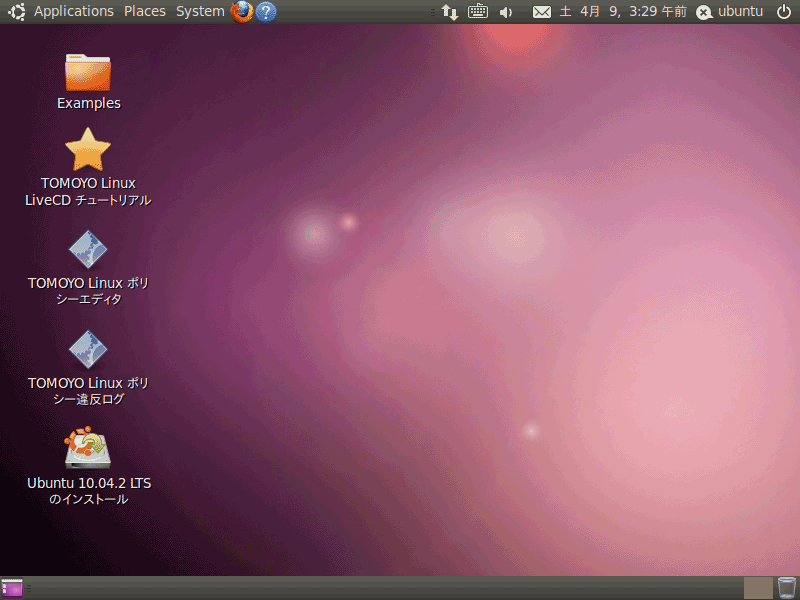 Applications Places System
土 4月 9, 3:29 午前 ubuntu
Examples
TOMOYO Linux
LiveCD チュートリアル
TOMOYO Linux ポリ
シーエディタ
TOMOYO Linux ポリ
シー違反ログ
Ubuntu 10.04.2 LTS
のインストール